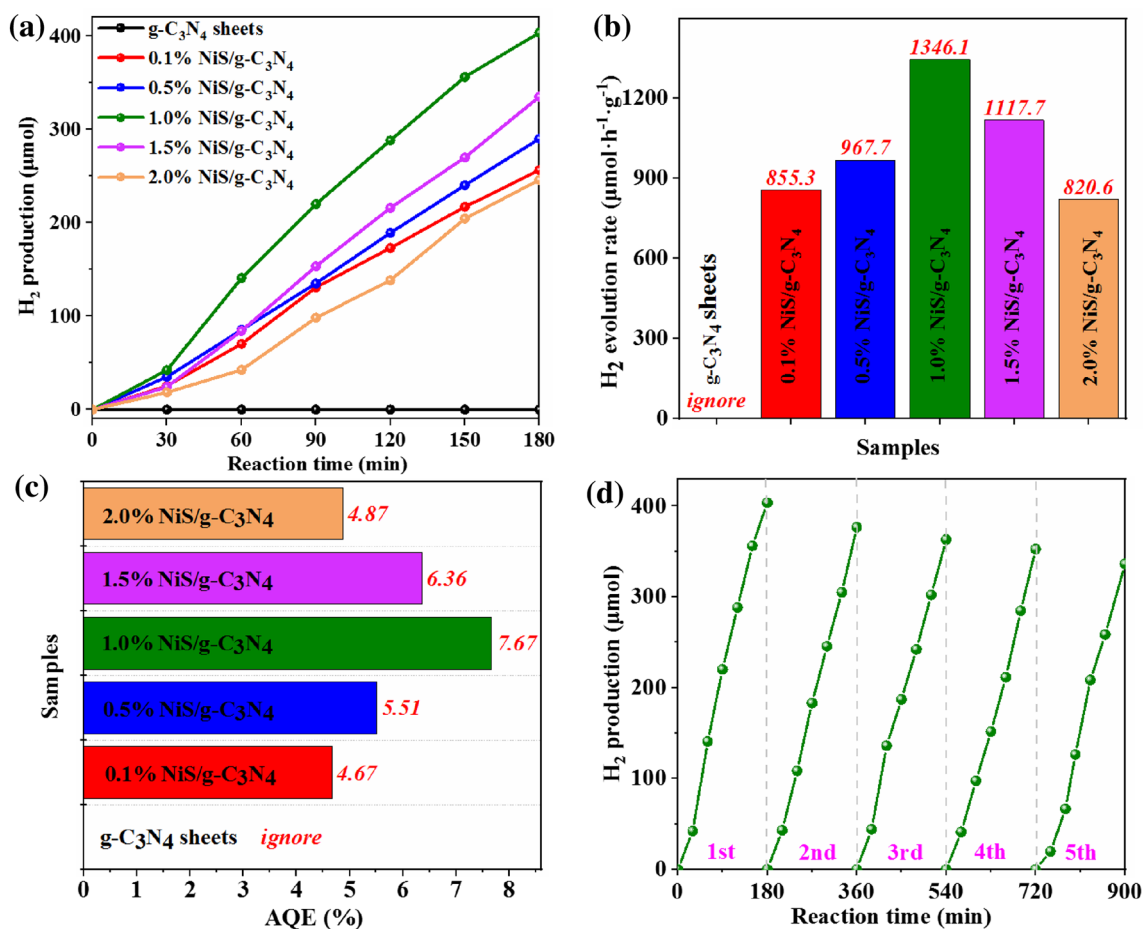 (a)
g-C3N4 sheets
0.1% NiS/g-C3N4
0.5% NiS/g-C3N4
1.0% NiS/g-C3N4
1.5% NiS/g-C3N4
2.0% NiS/g-C3N4
H2 production (μmol)
400
300
200
100
0
0 30 60 90 120 150 180
Reaction time (min)
(b)
H2 evolution rate (μmol·h-1·g-1)
1200
900
600
300
0
ignore
855.3
967.7
1346.1
1117.7
820.6
g-C3N4 sheets
0.1% NiS/g-C3N4
0.5% NiS/g-C3N4
1.0% NiS/g-C3N4
1.5% NiS/g-C3N4
2.0% NiS/g-C3N4
Samples
(c)
Samples
2.0% NiS/g-C3N4 4.87
1.5% NiS/g-C3N4 6.36
1.0% NiS/g-C3N4 7.67
0.5% NiS/g-C3N4 5.51
0.1% NiS/g-C3N4 4.67
g-C3N4 sheets ignore
0 1 2 3 4 5 6 7 8
AQE (%)
(d)
H2 production (μmol)
400
300
200
100
0
1st 2nd 3rd 4th 5th
0 180 360 540 720 900
Reaction time (min)